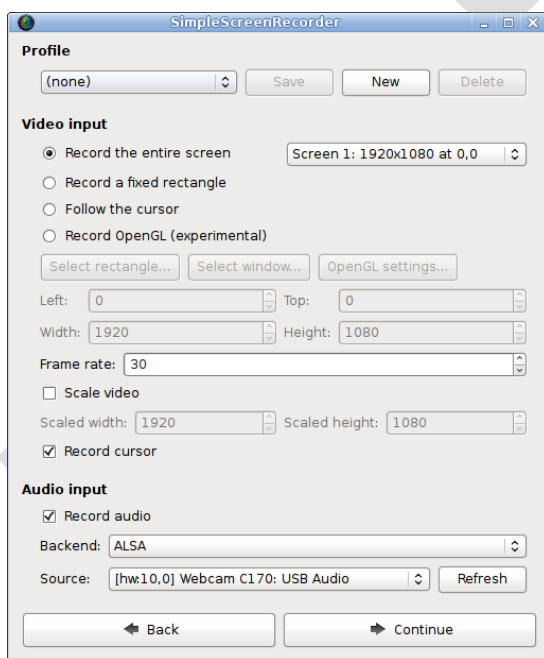 SimpleScreenRecorder
Profile
(none) Save New Delete
Video input
Record the entire screen Screen 1: 1920x1080 at 0,0
Record a fixed rectangle
Follow the cursor
Record OpenGL (experimental)
Select rectangle... Select window... OpenGL settings...
Left: 0 Top: 0
Width: 1920 Height: 1080
Frame rate: 30
Scale video
Scaled width: 1920 Scaled height: 1080
Record cursor
Audio input
Record audio
Backend: ALSA
Source: [hw:10,0] Webcam C170: USB Audio Refresh
Back Continue